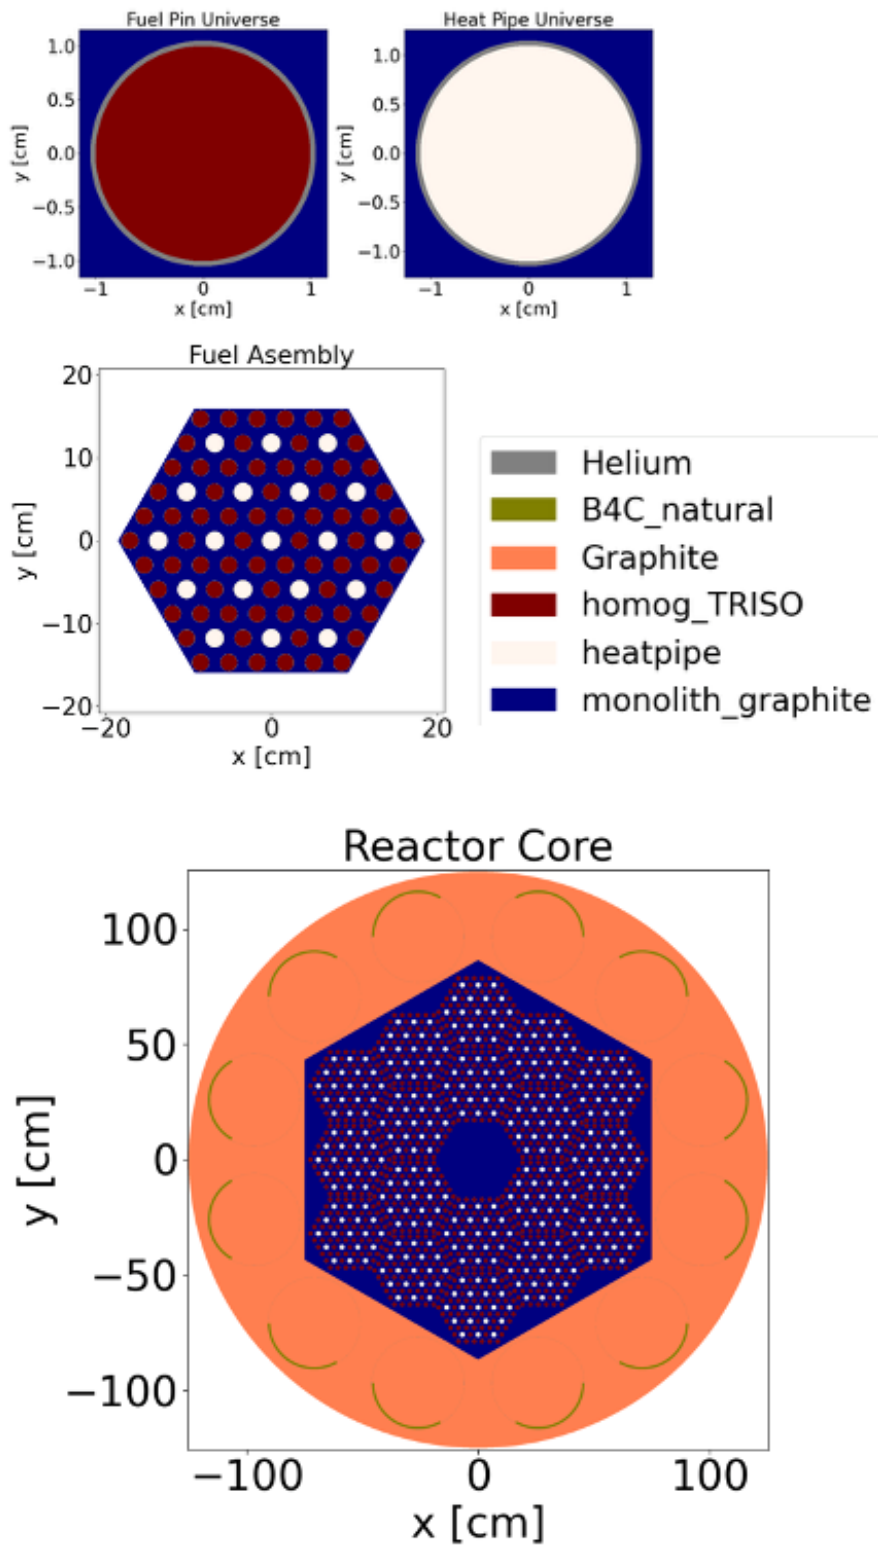 Fuel Pin Universe
1.0
0.5
0.0
−0.5
−1.0
y [cm]
−1 0 1
x [cm]
Heat Pipe Universe
1.0
0.5
0.0
−0.5
−1.0
y [cm]
−1 0 1
x [cm]
Fuel Asembly
20
10
0
−10
−20
y [cm]
−20 0 20
x [cm]
Helium
B4C_natural
Graphite
homog_TRISO
heatpipe
monolith_graphite
Reactor Core
100
50
0
−50
−100
y [cm]
−100 0 100
x [cm]